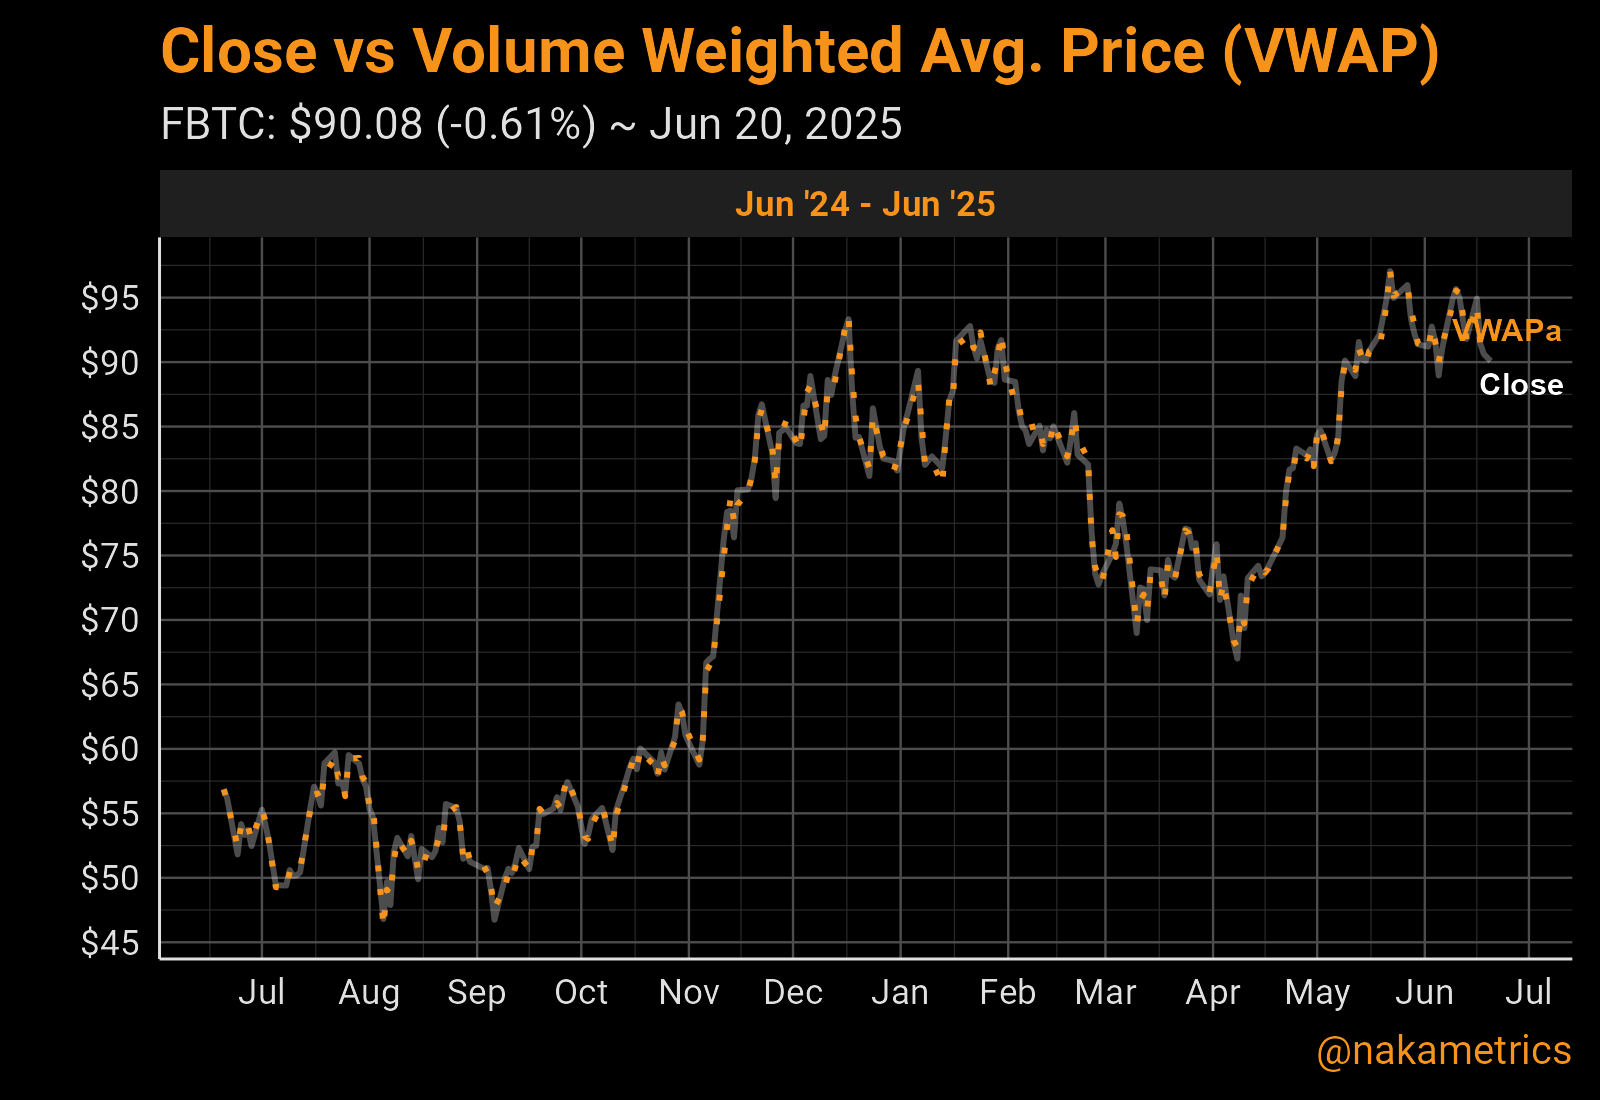 Close vs Volume Weighted Avg. Price (VWAP)
FBTC: $90.08 (-0.61%) ~ Jun 20, 2025
Jun '24 - Jun '25
$95
$90
$85
$80
$75
$70
$65
$60
$55
$50
$45
VWAPa
Close
Jul Aug Sep Oct Nov Dec Jan Feb Mar Apr May Jun Jul
@nakametrics